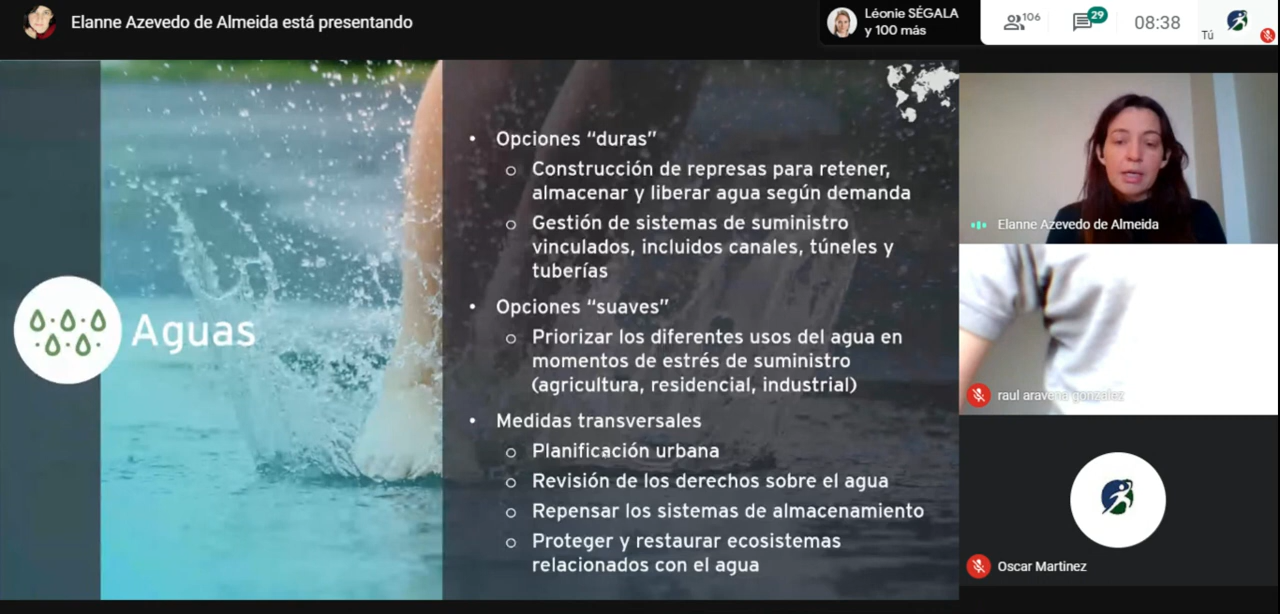 Elanne Azevedo de Almeida está presentando
Léonie SÉGALA
y 100 más
106
29
08:38
Tú
Aguas
• Opciones “duras”
o Construcción de represas para retener,
almacenar y liberar agua según demanda
o Gestión de sistemas de suministro
vinculados, incluidos canales, túneles y
tuberías
• Opciones “suaves”
o Priorizar los diferentes usos del agua en
momentos de estrés de suministro
(agricultura, residencial, industrial)
• Medidas transversales
o Planificación urbana
o Revisión de los derechos sobre el agua
o Repensar los sistemas de almacenamiento
o Proteger y restaurar ecosistemas
relacionados con el agua
Elanne Azevedo de Almeida
raul aravena gonzalez
Oscar Martinez